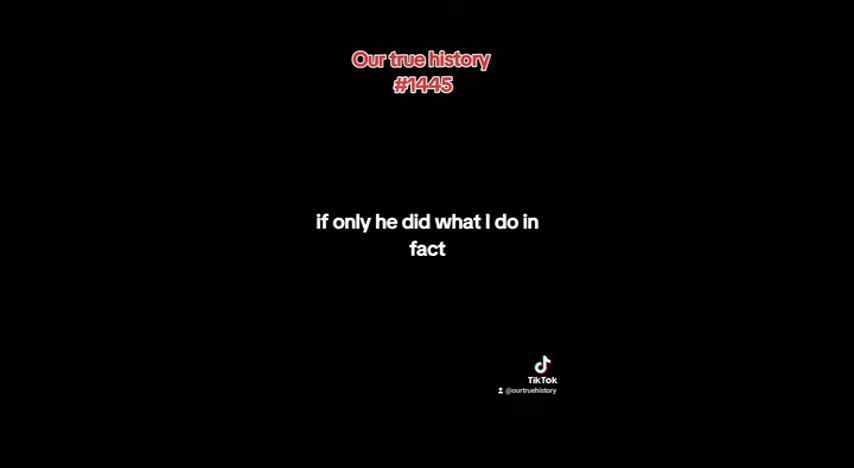 Our true history
#1445
if only he did what I do in
fact
TikTok
@ourtruehistory